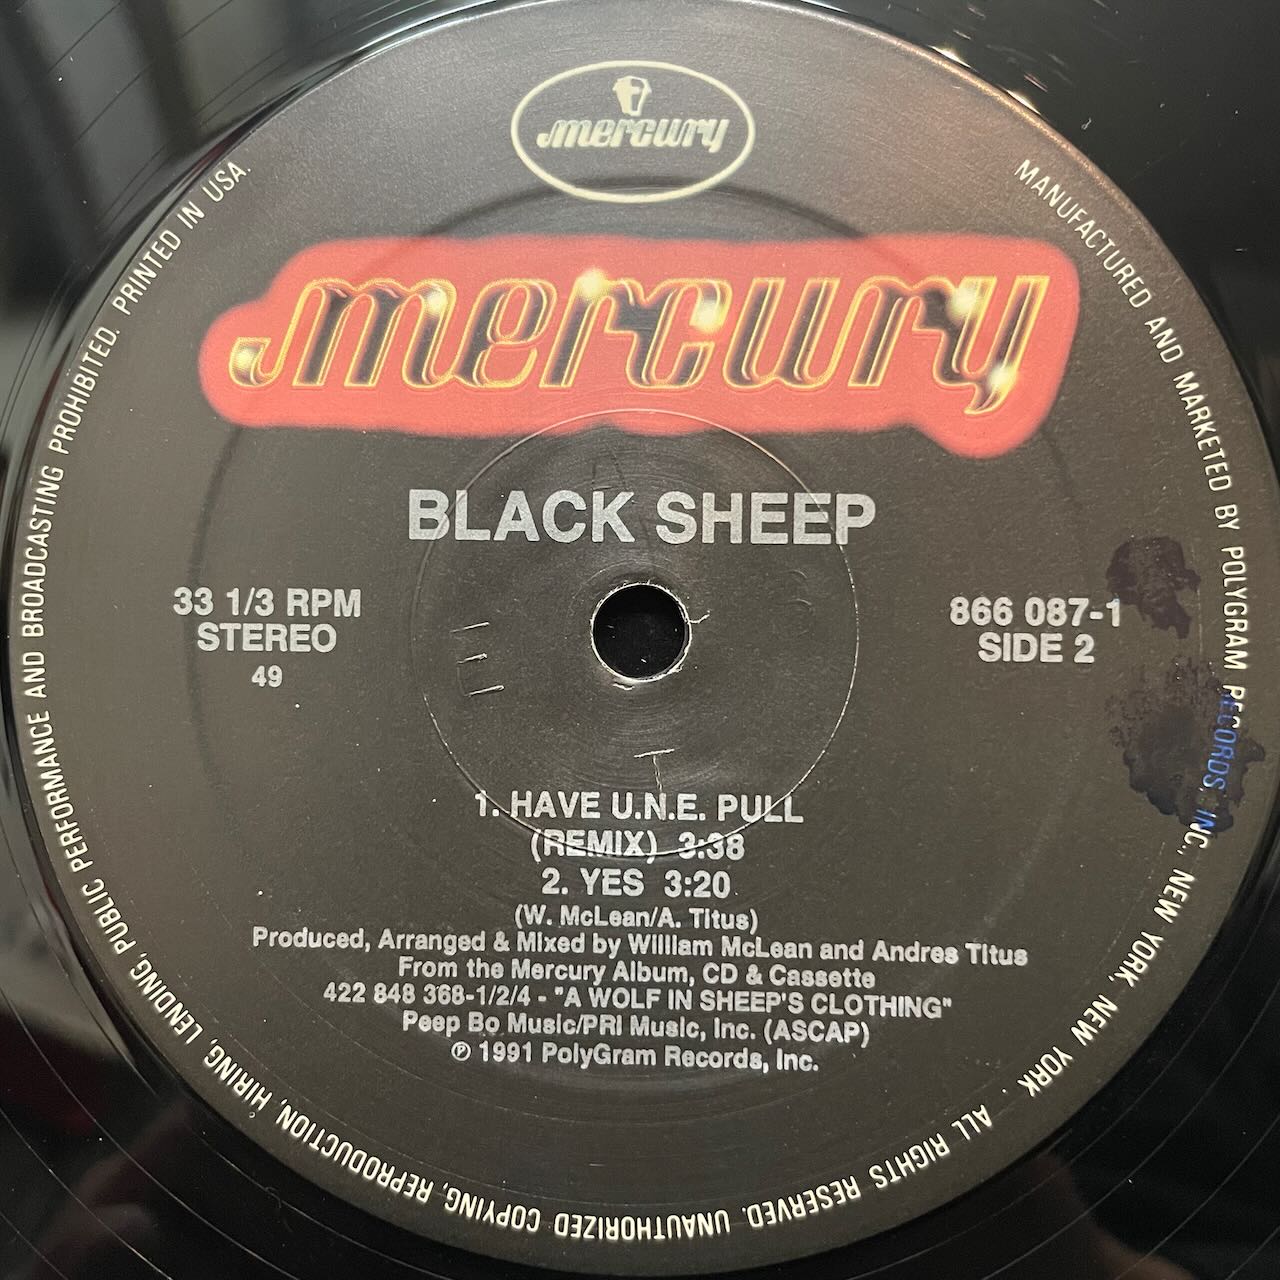 mercury
mercury
BLACK SHEEP
33 1/3 RPM
STEREO
49
866 087-1
SIDE 2
1. HAVE U.N.E. PULL
(REMIX) 3:38
2. YES 3:20
(W. McLean/A. Titus)
Produced, Arranged & Mixed by William McLean and Andres Titus
From the Mercury Album, CD & Cassette
422 848 368-1/2/4 - "A WOLF IN SHEEP'S CLOTHING"
Peep Bo Music/PRI Music, Inc. (ASCAP)
℗ 1991 PolyGram Records, Inc.
MANUFACTURED AND MARKETED BY POLYGRAM RECORDS, INC., NEW YORK, NEW YORK. ALL RIGHTS RESERVED. UNAUTHORIZED COPYING, REPRODUCTION, HIRING, LENDING, PUBLIC PERFORMANCE AND BROADCASTING PROHIBITED. PRINTED IN USA.